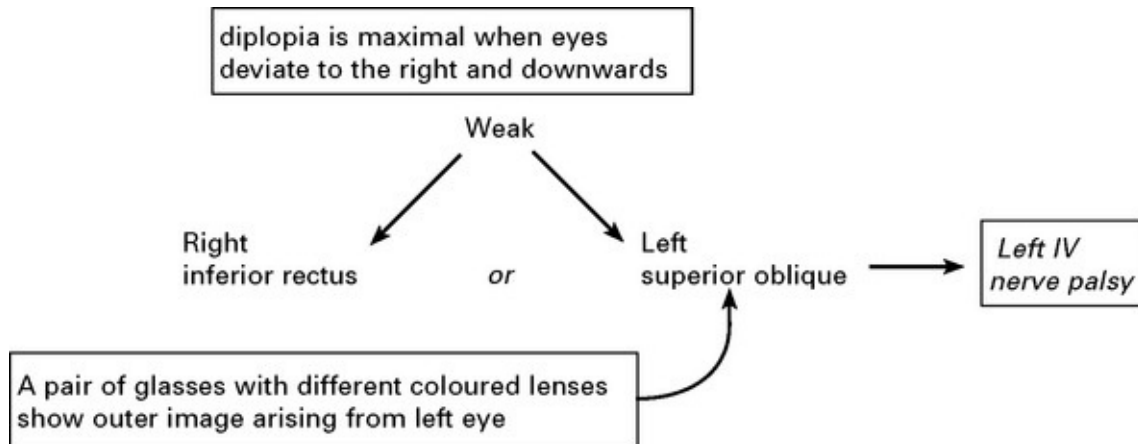 diplopia is maximal when eyes
deviate to the right and downwards
Weak
Right
inferior rectus
or
Left
superior oblique
Left IV
nerve palsy
A pair of glasses with different coloured lenses
show outer image arising from left eye